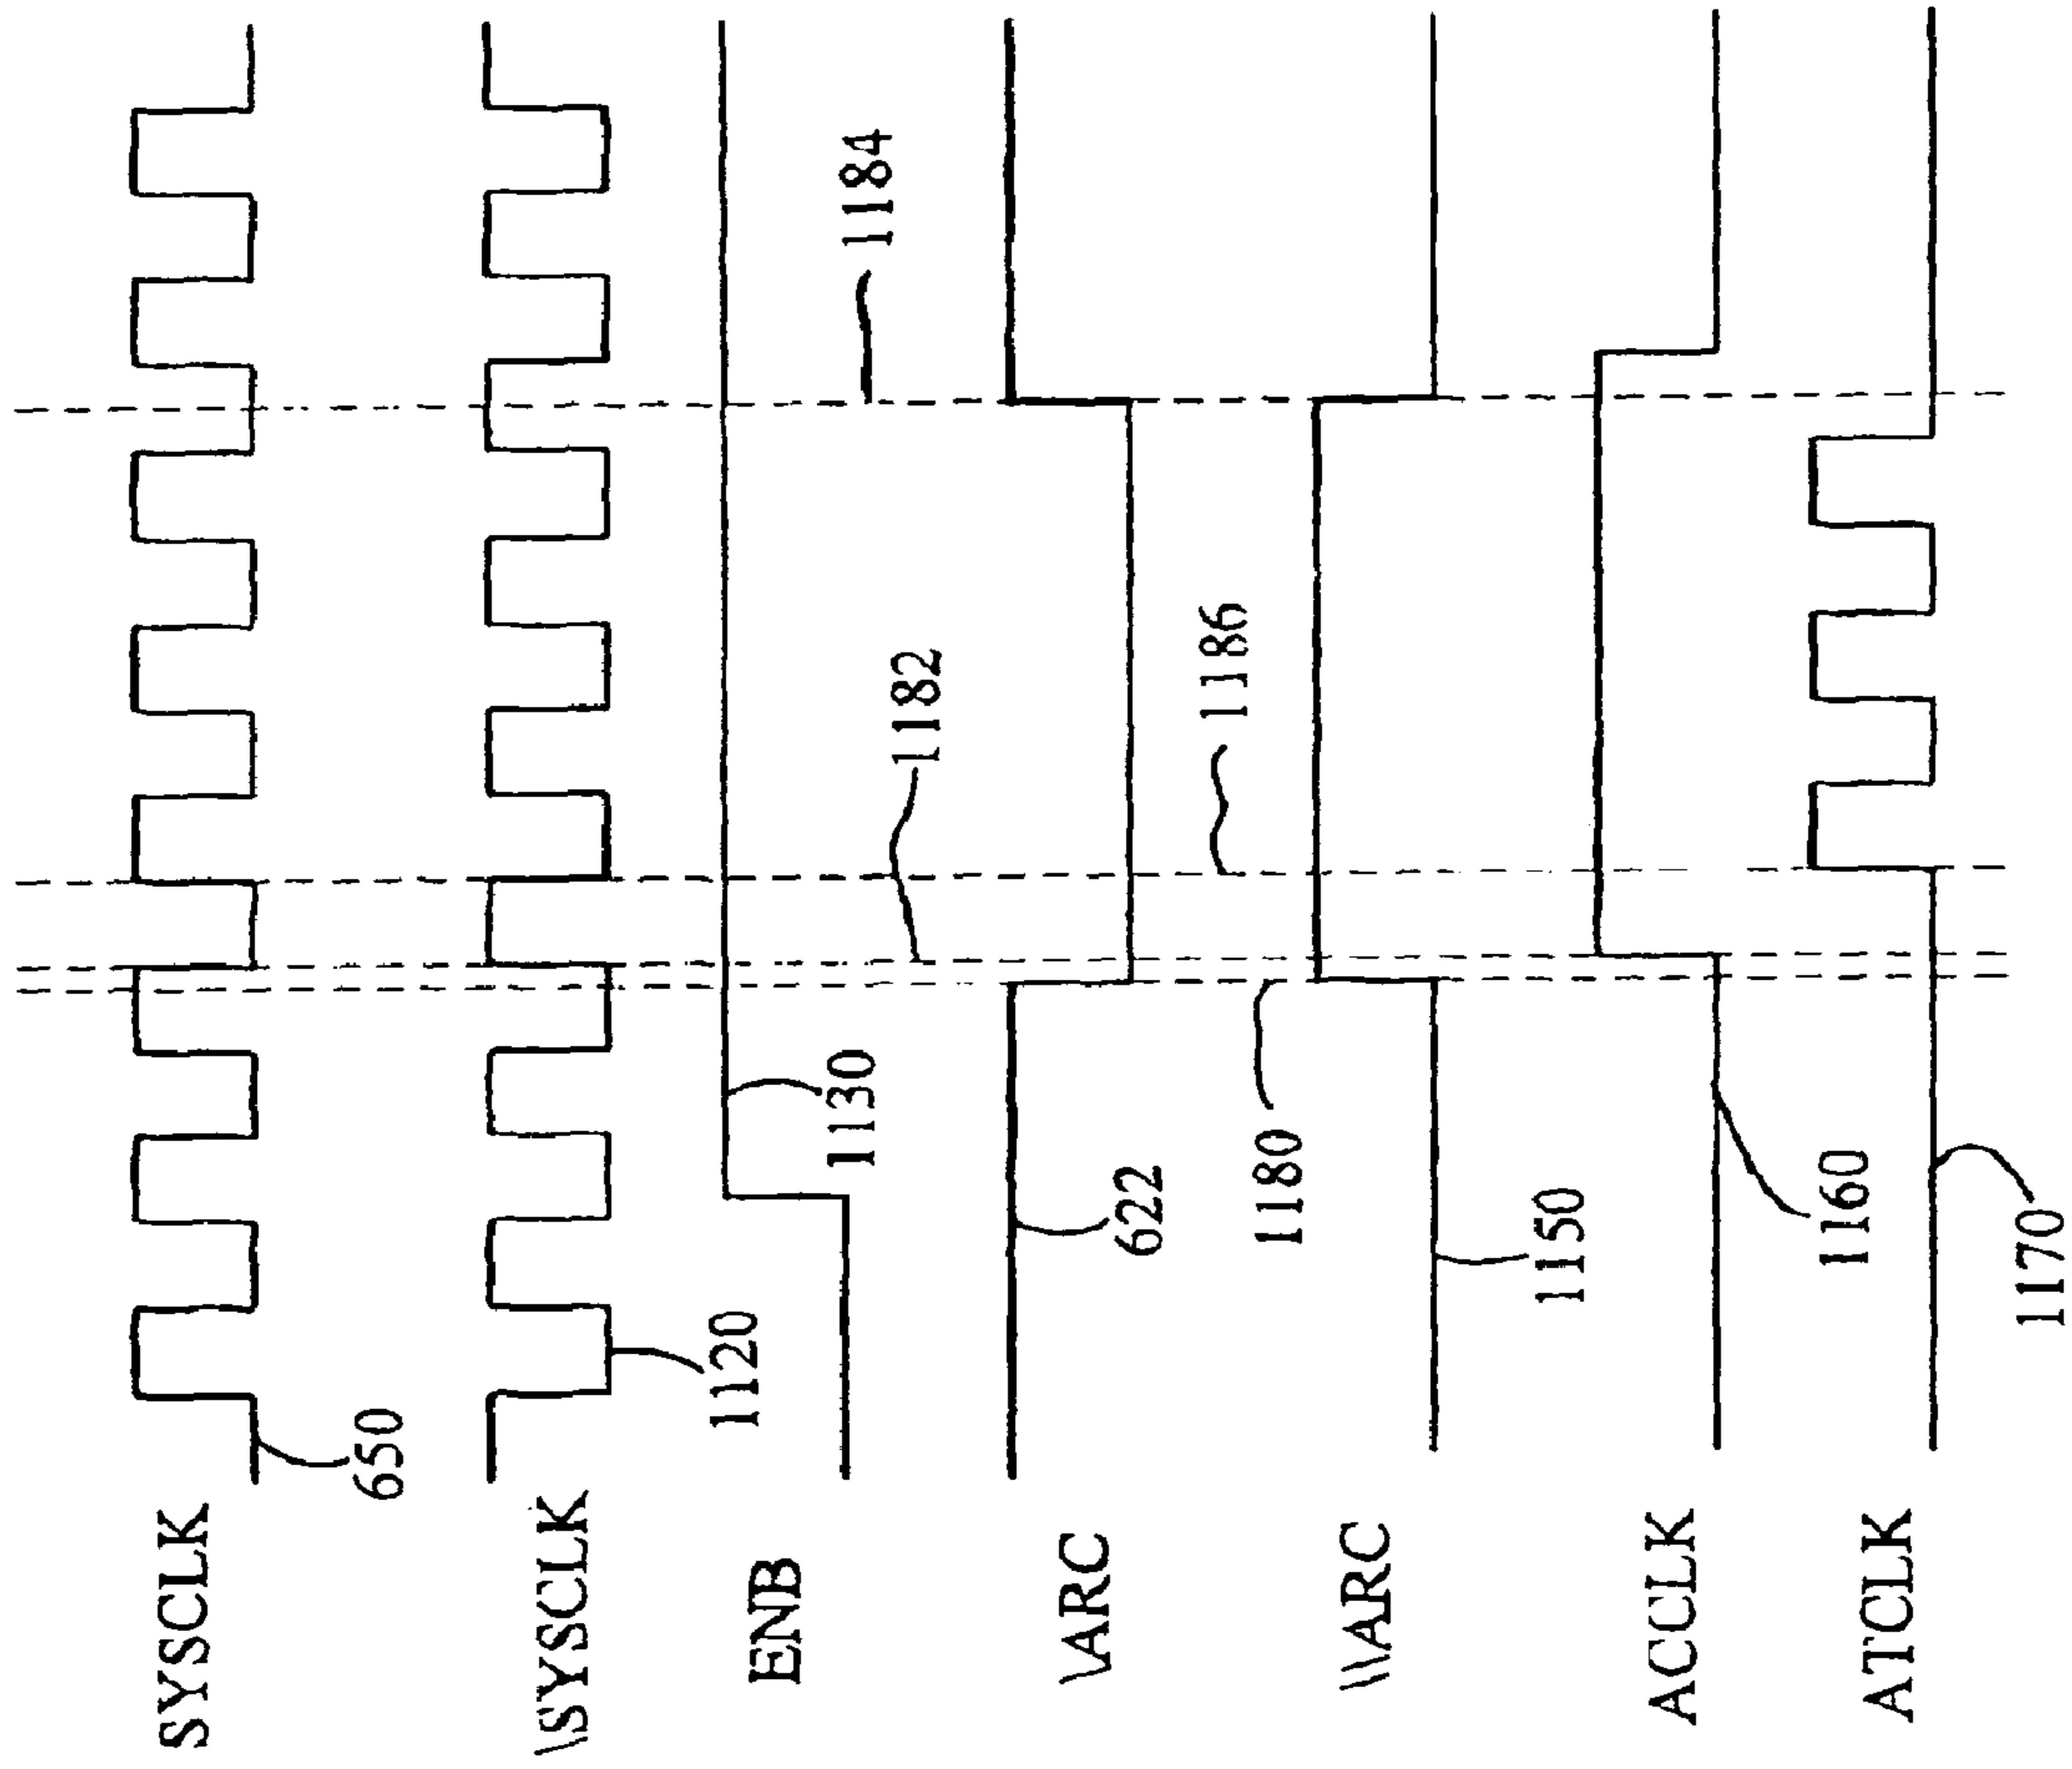 SYSCLK
650
\SYSCLK
1120
ENB
1130
1184
\ARC
622
1182
\\ARC
1150
1180
1186
ACCLK
1160
ATCLK
1170